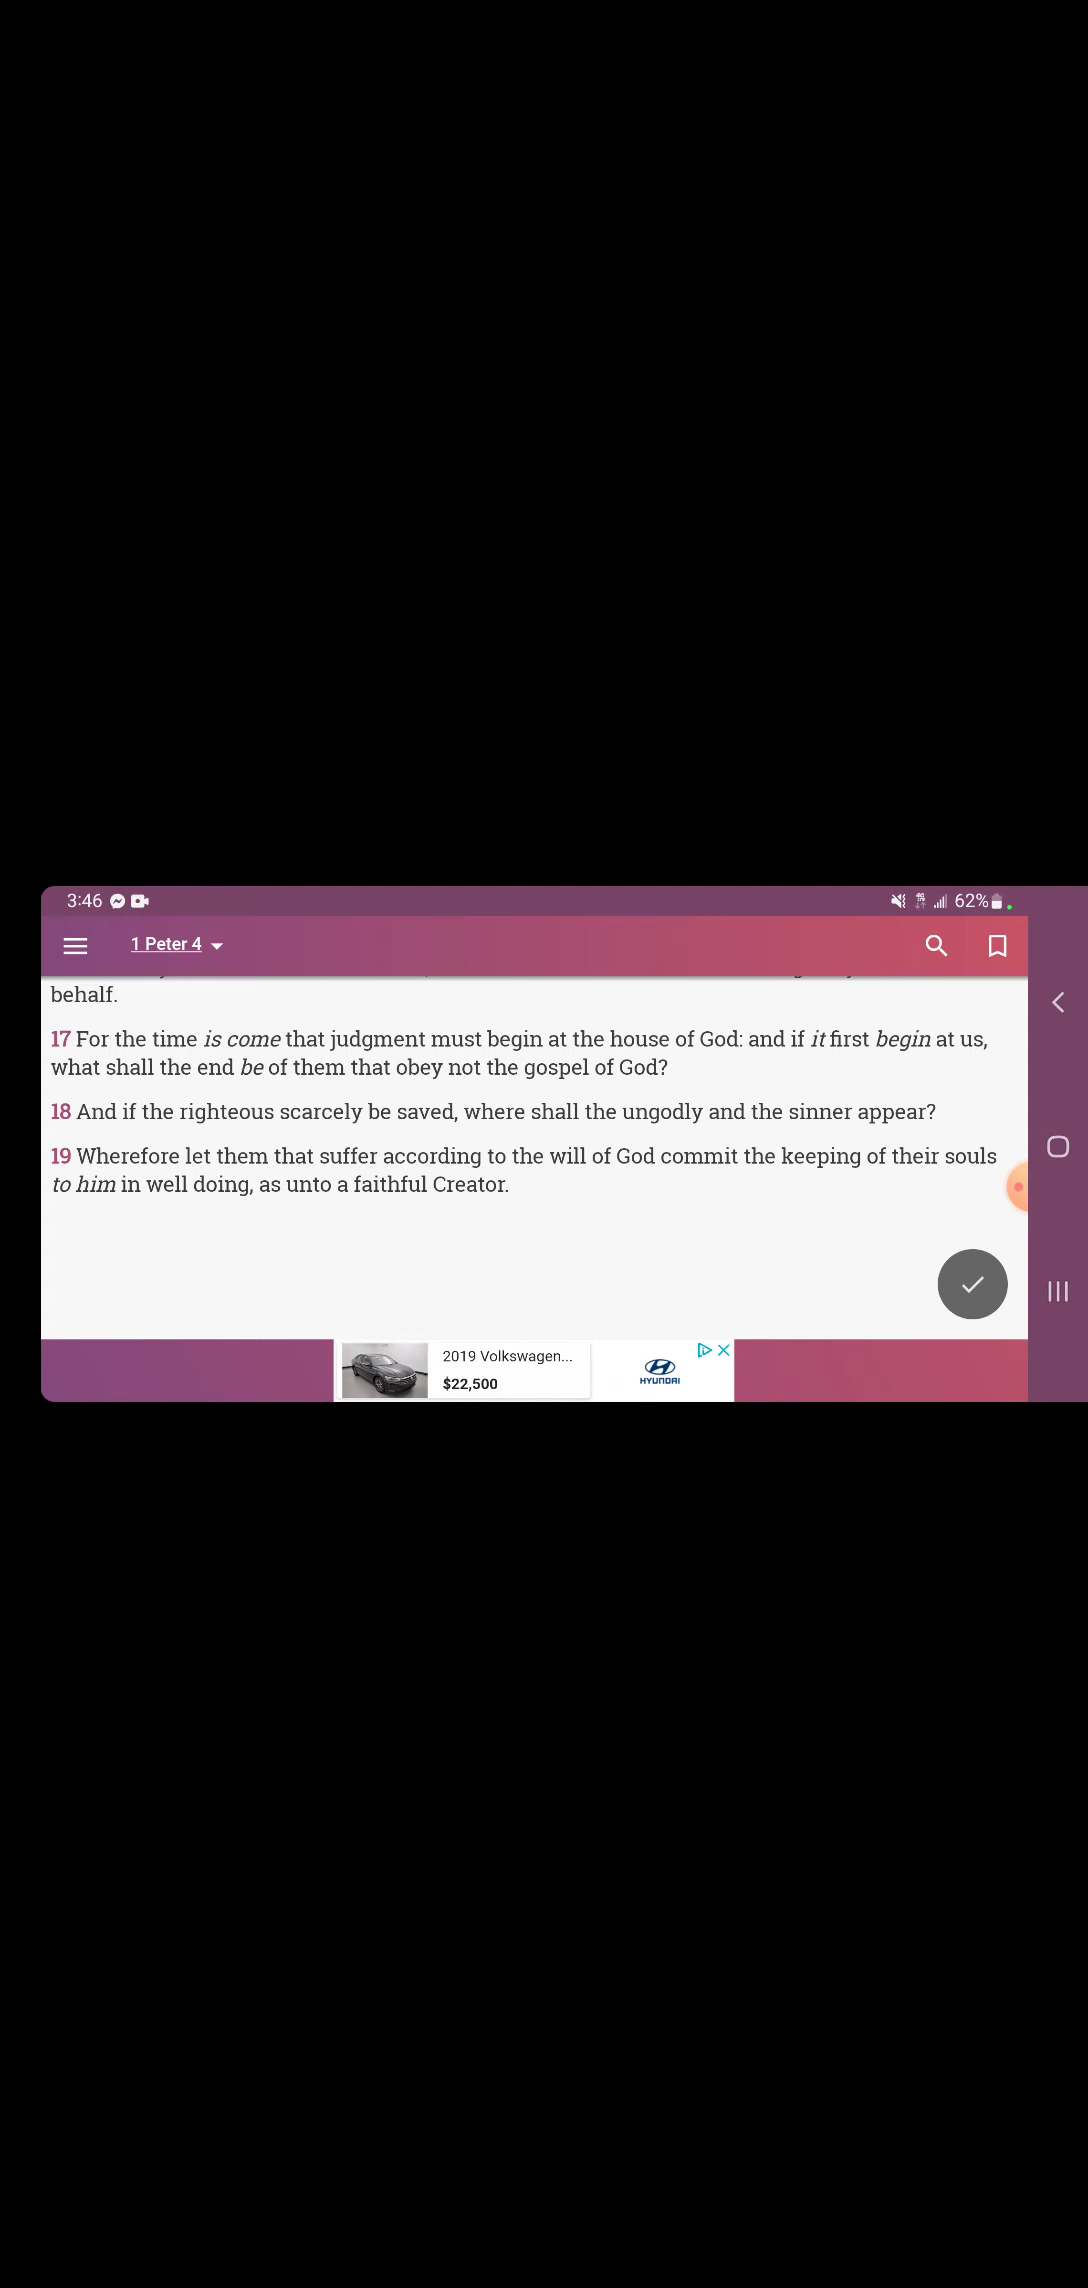 3:46
62%
1 Peter 4
behalf.
17 For the time is come that judgment must begin at the house of God: and if it first begin at us,
what shall the end be of them that obey not the gospel of God?
18 And if the righteous scarcely be saved, where shall the ungodly and the sinner appear?
19 Wherefore let them that suffer according to the will of God commit the keeping of their souls
to him in well doing, as unto a faithful Creator.
2019 Volkswagen...
$22,500
HYUNDAI